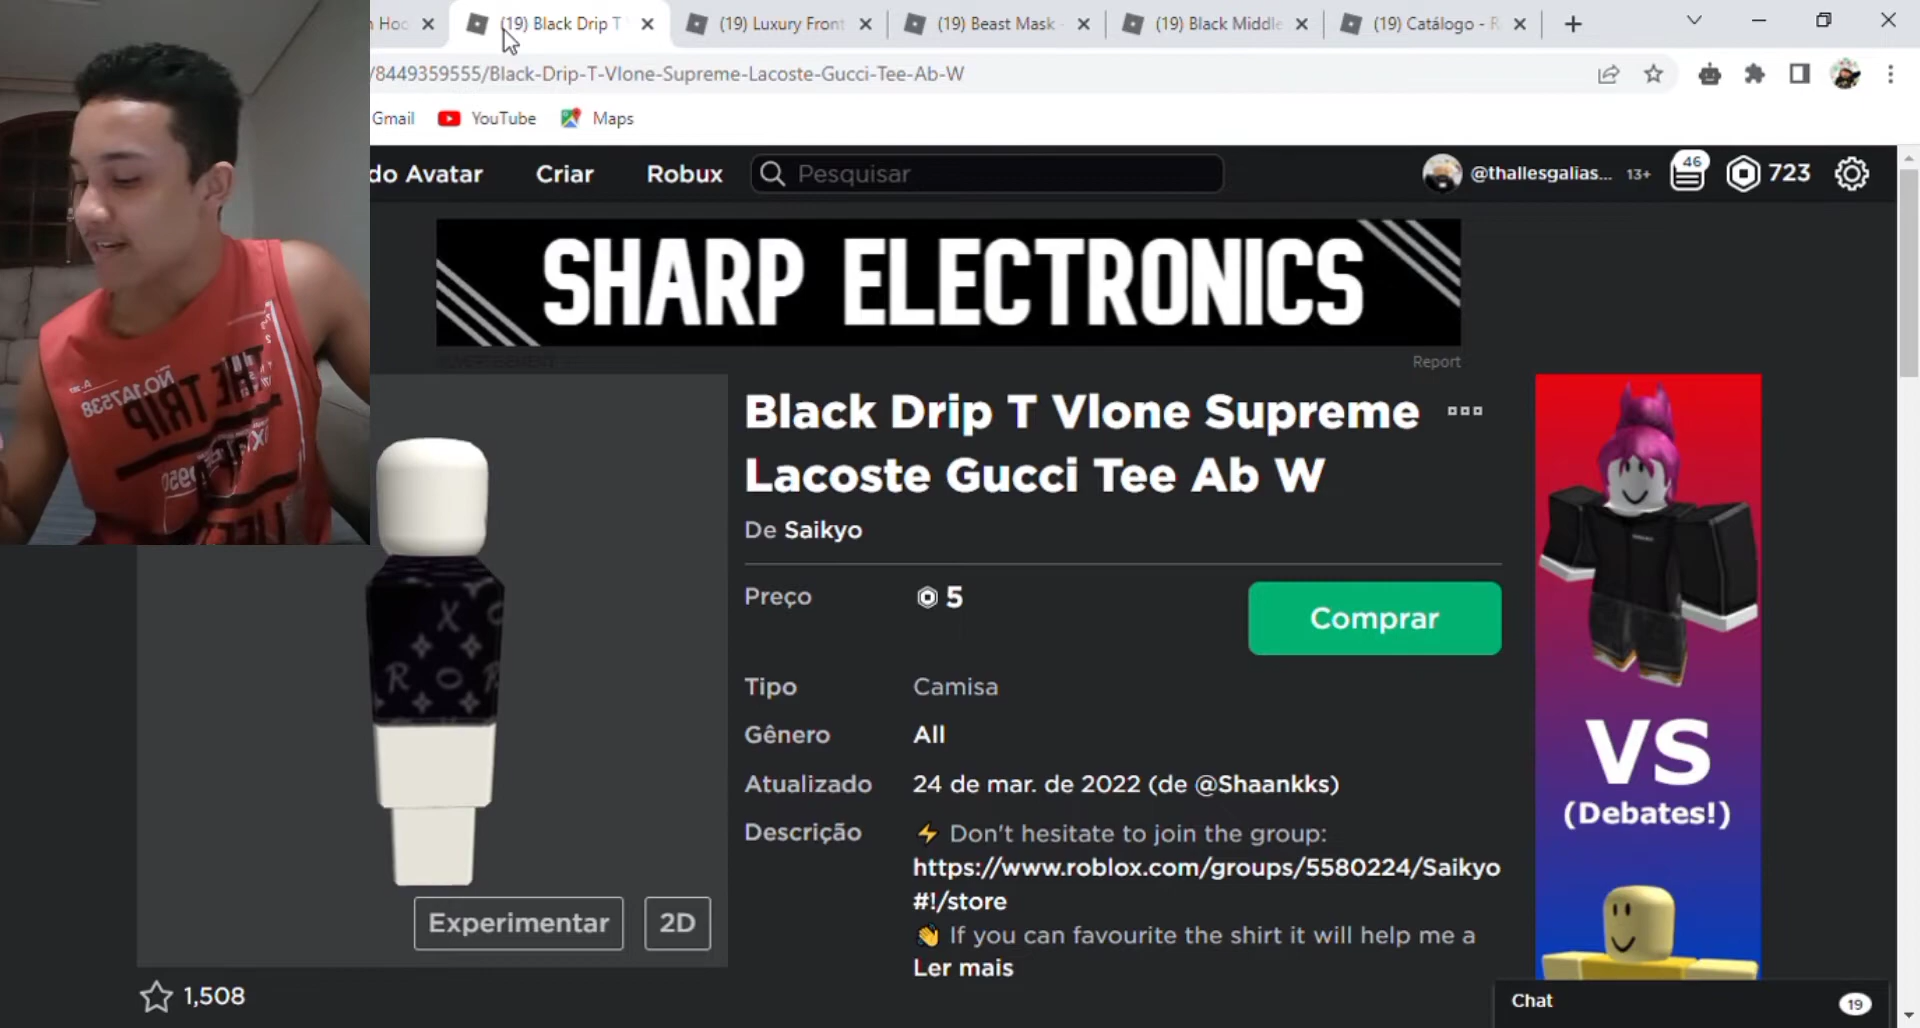 Hoc
(19) Black Drip T
(19) Luxury Front
(19) Beast Mask -
(19) Black Middle
(19) Catálogo - R
/8449359555/Black-Drip-T-Vlone-Supreme-Lacoste-Gucci-Tee-Ab-W
Gmail
YouTube
Maps
do Avatar
Criar
Robux
Pesquisar
@thallesgalias...
13+
46
723
SHARP ELECTRONICS
ADVERTISEMENT
Report
THE TRIP
NO.1A7538
Black Drip T Vlone Supreme
Lacoste Gucci Tee Ab W
De Saikyo
Preço
5
Comprar
Tipo
Camisa
Gênero
All
Atualizado
24 de mar. de 2022 (de @Shaankks)
Descrição
⚡ Don't hesitate to join the group:
https://www.roblox.com/groups/5580224/Saikyo
#!/store
👋 If you can favourite the shirt it will help me a
Ler mais
X
R O R
Experimentar
2D
1,508
VS
(Debates!)
Chat
19